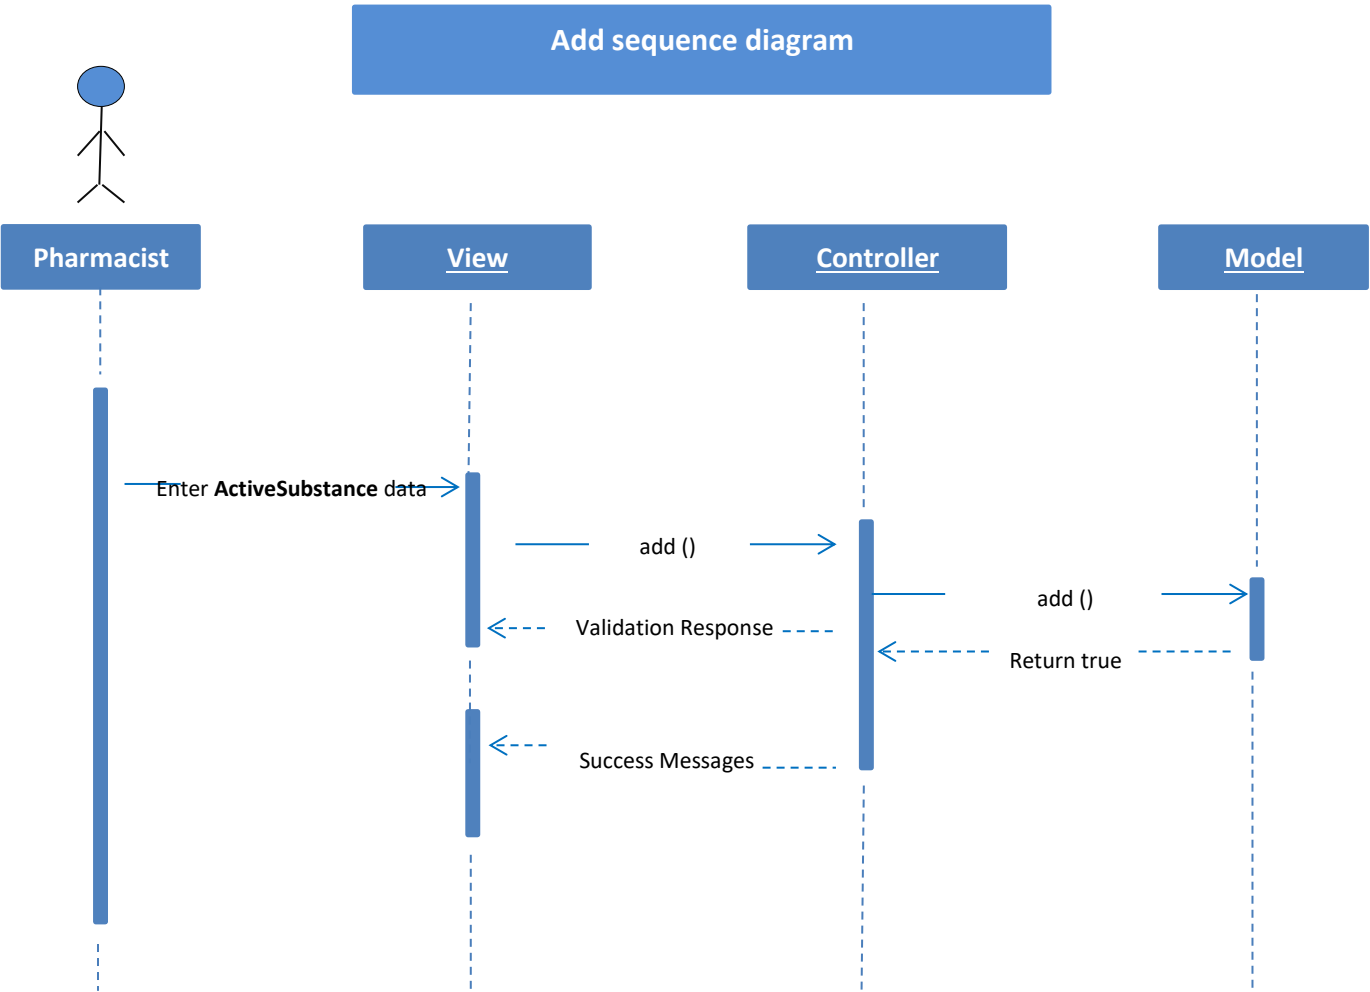 Add sequence diagram
Pharmacist
View
Controller
Model
Enter ActiveSubstance data
add ()
add ()
Validation Response
Return true
Success Messages